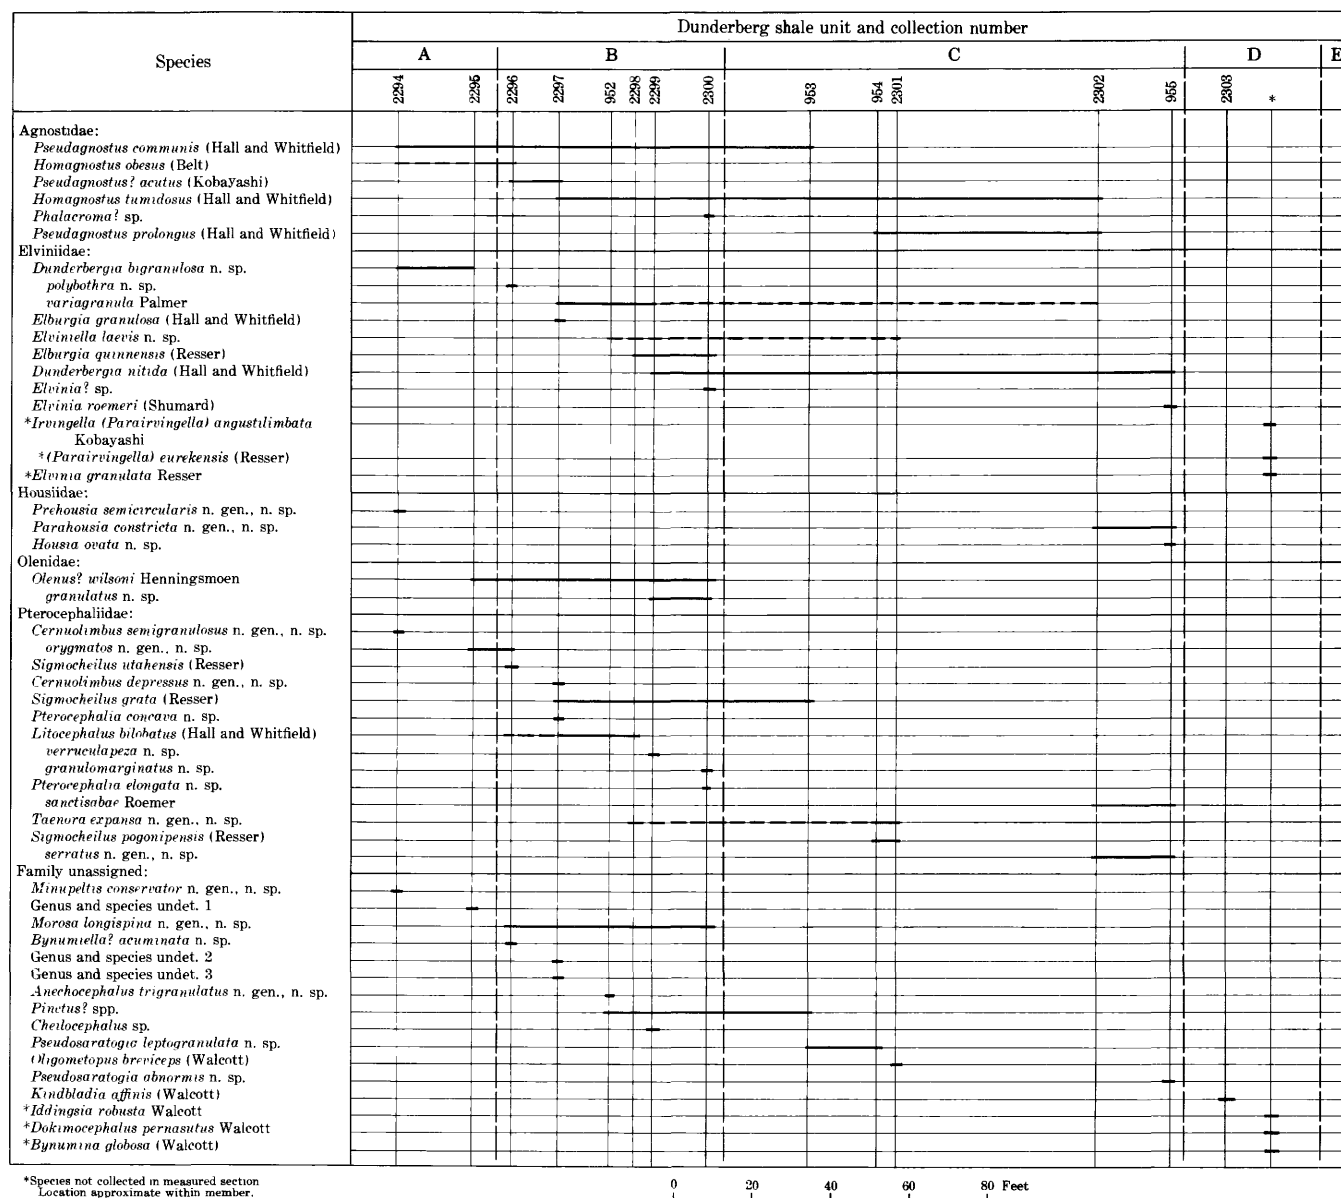 Dunderberg shale unit and collection number
Species
A B C D E
2294 2295 2296 2297 952 2298 2299 2300 953 954 2301 2302 955 2303 *
Agnostidae:
Pseudagnostus communis (Hall and Whitfield)
Homagnostus obesus (Belt)
Pseudagnostus? acutus (Kobayashi)
Homagnostus tumidosus (Hall and Whitfield)
Phalacroma? sp.
Pseudagnostus prolongus (Hall and Whitfield)
Elviniidae:
Dunderbergia bigranulosa n. sp.
polybothra n. sp.
variagranula Palmer
Elburgia granulosa (Hall and Whitfield)
Elviniella laevis n. sp.
Elburgia quinnensis (Resser)
Dunderbergia nitida (Hall and Whitfield)
Elvinia? sp.
Elvinia roemeri (Shumard)
*Irvingella (Parairvingella) angustilimbata
Kobayashi
*(Parairvingella) eurekensis (Resser)
*Elvinia granulata Resser
Housiidae:
Prehousia semicircularis n. gen., n. sp.
Parahousia constricta n. gen., n. sp.
Housia ovata n. sp.
Olenidae:
Olenus? wilsoni Henningsmoen
granulatus n. sp.
Pterocephaliidae:
Cernuolimbus semigranulosus n. gen., n. sp.
orygmatos n. gen., n. sp.
Sigmocheilus utahensis (Resser)
Cernuolimbus depressus n. gen., n. sp.
Sigmocheilus grata (Resser)
Pterocephalia concava n. sp.
Litocephalus bilobatus (Hall and Whitfield)
verruculapeza n. sp.
granulomarginatus n. sp.
Pterocephalia elongata n. sp.
sanctisabae Roemer
Taenora expansa n. gen., n. sp.
Sigmocheilus pogonipensis (Resser)
serratus n. gen., n. sp.
Family unassigned:
Minupeltis conservator n. gen., n. sp.
Genus and species undet. 1
Morosa longispina n. gen., n. sp.
Bynumiella? acuminata n. sp.
Genus and species undet. 2
Genus and species undet. 3
Anechocephalus trigranulatus n. gen., n. sp.
Pinctus? spp.
Cheilocephalus sp.
Pseudosaratogia leptogranulata n. sp.
Oligometopus breviceps (Walcott)
Pseudosaratogia abnormis n. sp.
Kindbladia affinis (Walcott)
*Iddingsia robusta Walcott
*Dokimocephalus pernasutus Walcott
*Bynumina globosa (Walcott)
*Species not collected in measured section
Location approximate within member.
0 20 40 60 80 Feet